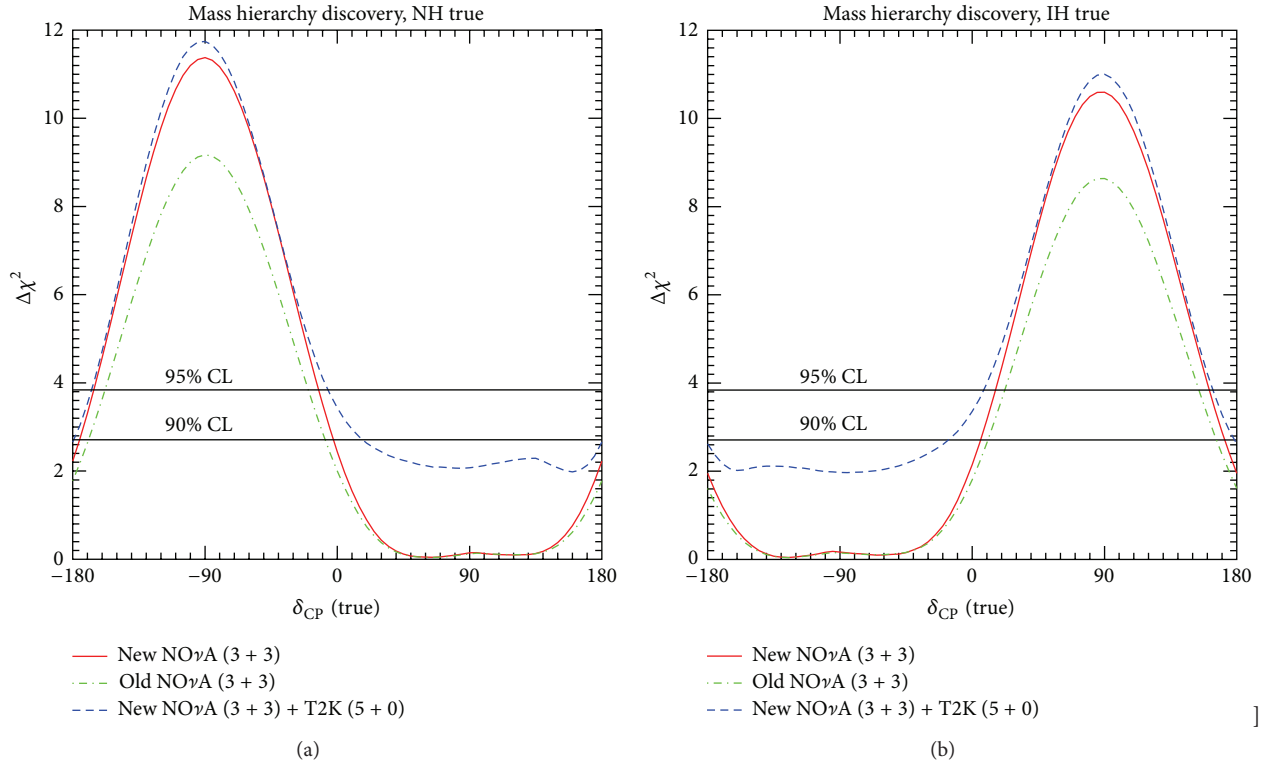 Mass hierarchy discovery, NH true
12
10
8
6
4
2
0
Δχ²
95% CL
90% CL
−180 −90 0 90 180
δCP (true)
New NOνA (3 + 3)
Old NOνA (3 + 3)
New NOνA (3 + 3) + T2K (5 + 0)
(a)
Mass hierarchy discovery, IH true
12
10
8
6
4
2
0
Δχ²
95% CL
90% CL
−180 −90 0 90 180
δCP (true)
New NOνA (3 + 3)
Old NOνA (3 + 3)
New NOνA (3 + 3) + T2K (5 + 0)
]
(b)